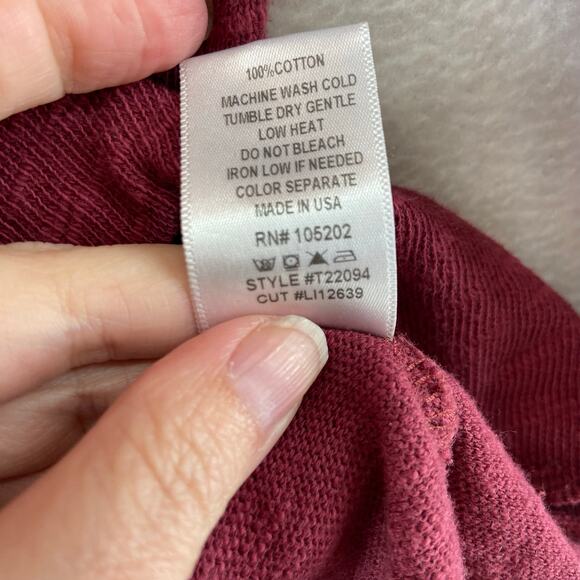 100%COTTON
MACHINE WASH COLD
TUMBLE DRY GENTLE
LOW HEAT
DO NOT BLEACH
IRON LOW IF NEEDED
COLOR SEPARATE
MADE IN USA
RN# 105202
STYLE #T22094
CUT #LI12639